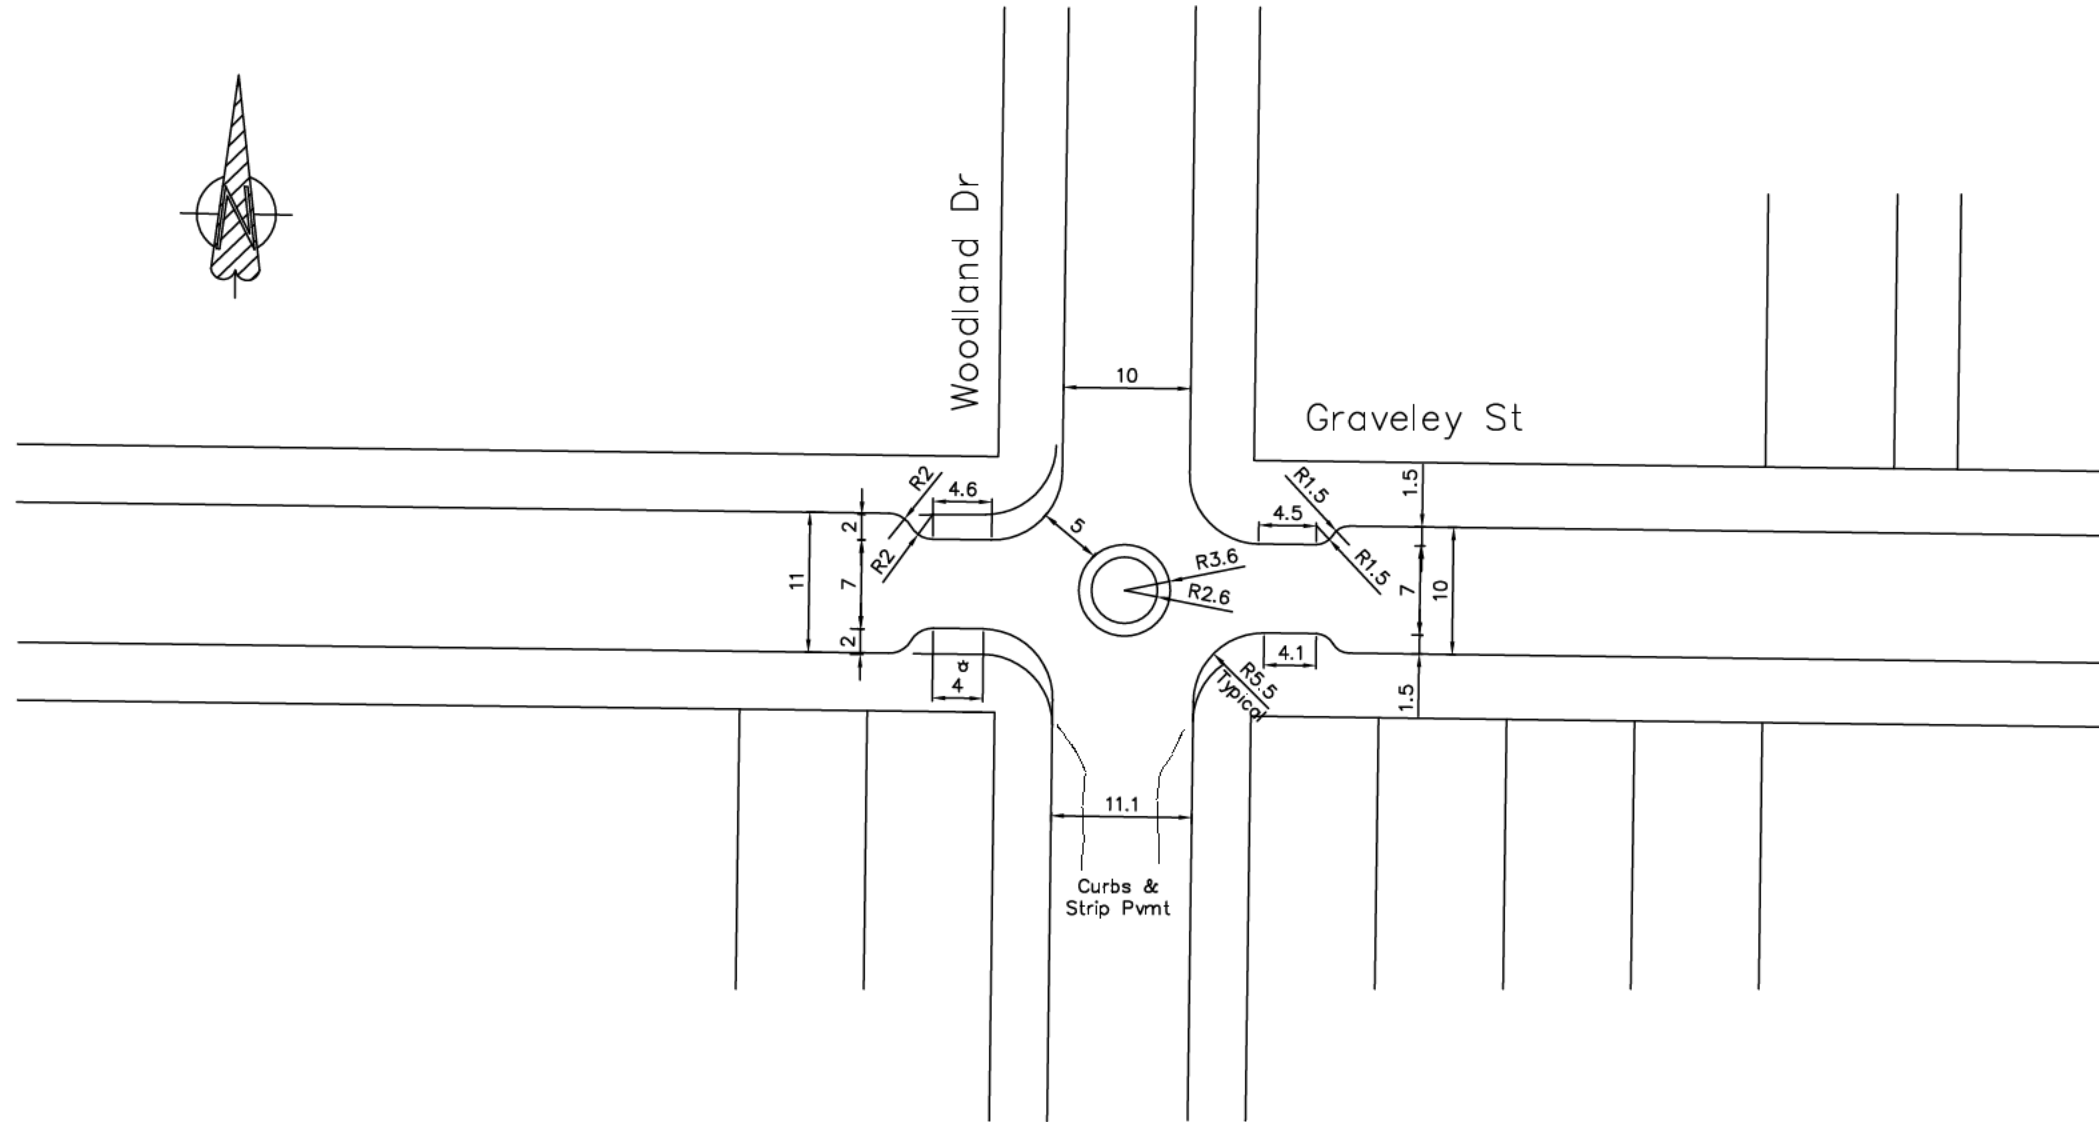 N
Woodland Dr
10
Graveley St
R2
4.6
R1.5
1.5
4.5
2
5
R2
R3.6
R1.5
11
7
R2.6
7
10
2
4.1
R5.5
4
Typical
1.5
11.1
Curbs &
Strip Pvmt